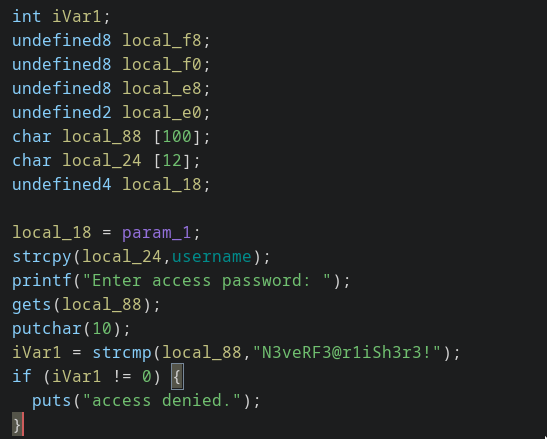 int iVar1;
undefined8 local_f8;
undefined8 local_f0;
undefined8 local_e8;
undefined2 local_e0;
char local_88 [100];
char local_24 [12];
undefined4 local_18;

local_18 = param_1;
strcpy(local_24,username);
printf("Enter access password: ");
gets(local_88);
putchar(10);
iVar1 = strcmp(local_88,"N3veRF3@r1iSh3r3!");
if (iVar1 != 0) {
  puts("access denied.");
}